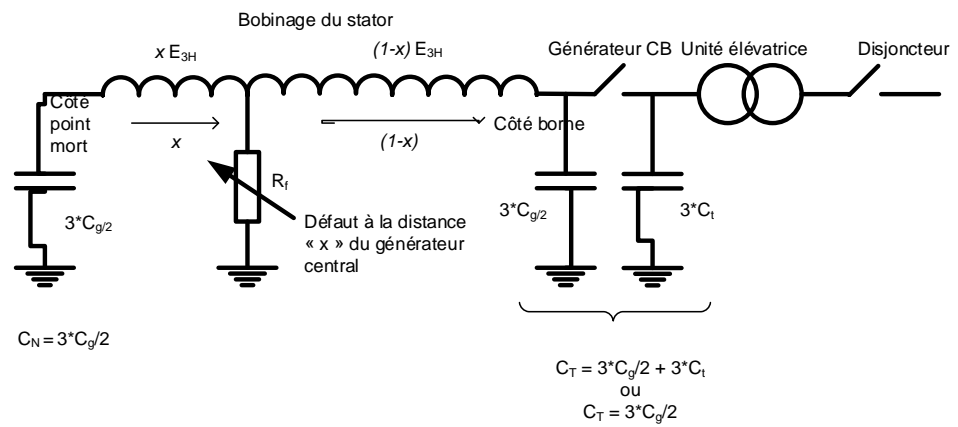 Bobinage du stator
x E3H
(1-x) E3H
Générateur CB
Unité élévatrice
Disjoncteur
Côté
point
mort
x
(1-x)
Côté borne
Rf
3*Cg/2
3*Cg/2
3*Ct
Défaut à la distance
« x » du générateur
central
CN = 3*Cg/2
CT = 3*Cg/2 + 3*Ct
ou
CT = 3*Cg/2